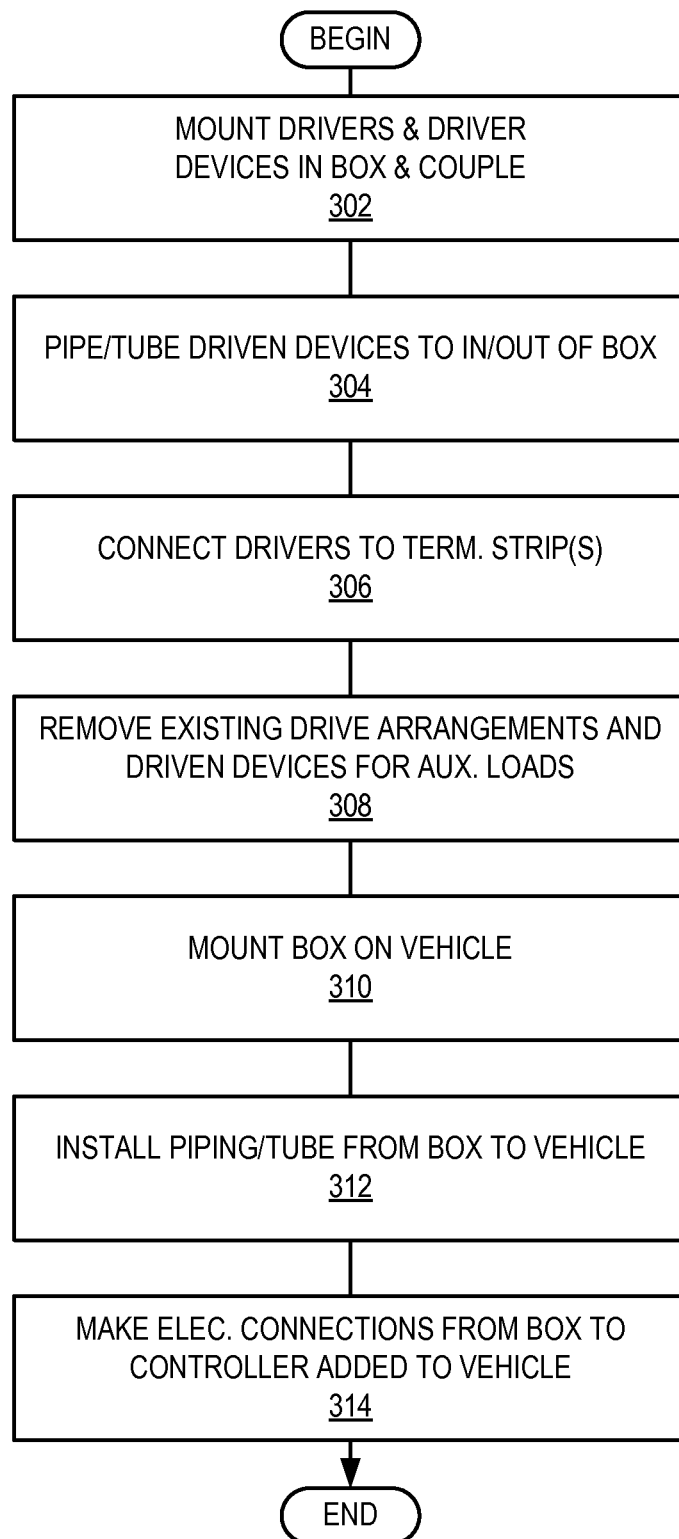 BEGIN
MOUNT DRIVERS & DRIVER
DEVICES IN BOX & COUPLE
302
PIPE/TUBE DRIVEN DEVICES TO IN/OUT OF BOX
304
CONNECT DRIVERS TO TERM. STRIP(S)
306
REMOVE EXISTING DRIVE ARRANGEMENTS AND
DRIVEN DEVICES FOR AUX. LOADS
308
MOUNT BOX ON VEHICLE
310
INSTALL PIPING/TUBE FROM BOX TO VEHICLE
312
MAKE ELEC. CONNECTIONS FROM BOX TO
CONTROLLER ADDED TO VEHICLE
314
END